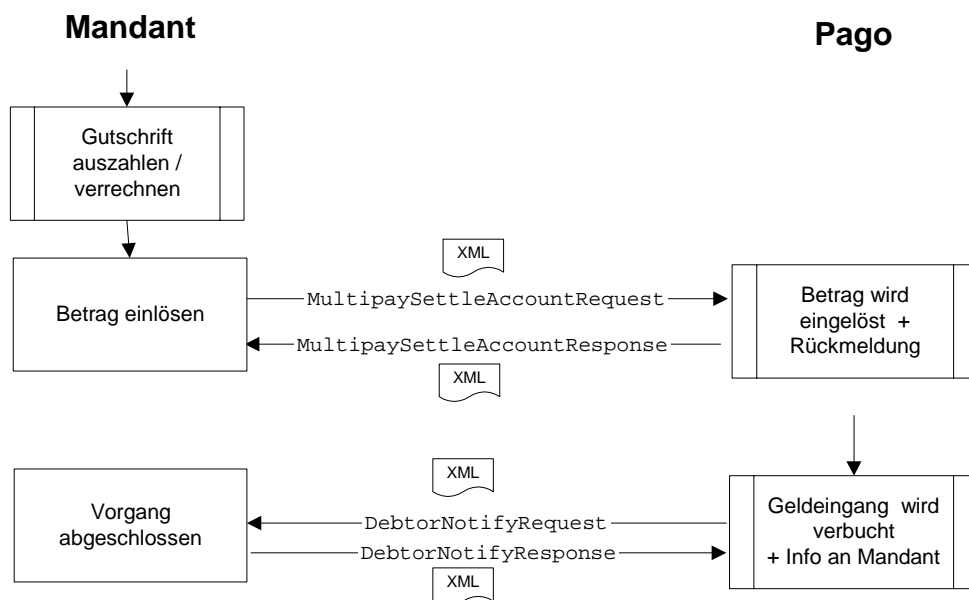 Mandant
Pago
Gutschrift
auszahlen /
verrechnen
XML
Betrag einlösen
MultipaySettleAccountRequest
MultipaySettleAccountResponse
Betrag wird
eingelöst +
Rückmeldung
XML
XML
Vorgang
abgeschlossen
DebtorNotifyRequest
DebtorNotifyResponse
Geldeingang wird
verbucht
+ Info an Mandant
XML